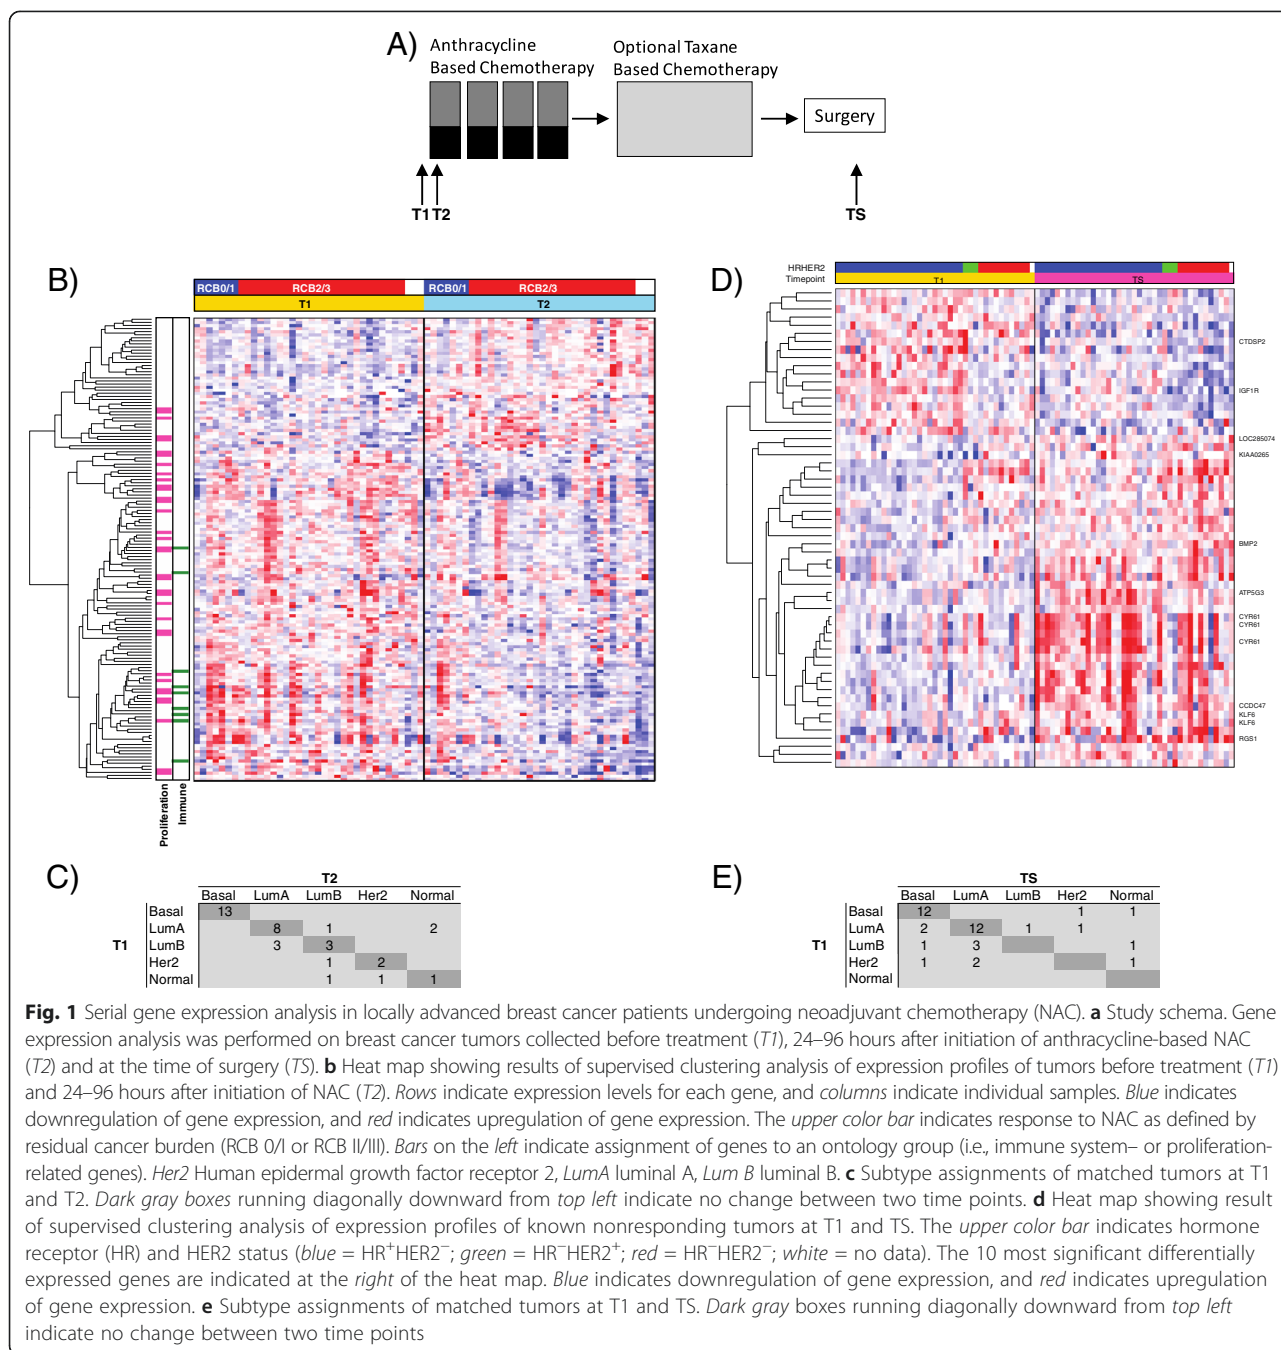 A)
Anthracycline
Based Chemotherapy
Optional Taxane
Based Chemotherapy
Surgery
T1 T2
TS
B)
RCB0/1
RCB2/3
RCB0/1
RCB2/3
T1
T2
Proliferation
Immune
D)
HRHER2
Timepoint
T1
TS
CTDSP2
IGF1R
LOC285074
KIAA0265
BMP2
ATP5G3
CYR61
CYR61
CYR61
CCDC47
KLF6
KLF6
RGS1
C)
T2
Basal LumA LumB Her2 Normal
Basal 13
LumA 8 1 2
T1
LumB 3 3
Her2 1 2
Normal 1 1 1
E)
TS
Basal LumA LumB Her2 Normal
Basal 12 1 1
LumA 2 12 1 1
T1
LumB 1 3 1
Her2 1 2 1
Normal
Fig. 1 Serial gene expression analysis in locally advanced breast cancer patients undergoing neoadjuvant chemotherapy (NAC). a Study schema. Gene
expression analysis was performed on breast cancer tumors collected before treatment (T1), 24–96 hours after initiation of anthracycline-based NAC
(T2) and at the time of surgery (TS). b Heat map showing results of supervised clustering analysis of expression profiles of tumors before treatment (T1)
and 24–96 hours after initiation of NAC (T2). Rows indicate expression levels for each gene, and columns indicate individual samples. Blue indicates
downregulation of gene expression, and red indicates upregulation of gene expression. The upper color bar indicates response to NAC as defined by
residual cancer burden (RCB 0/I or RCB II/III). Bars on the left indicate assignment of genes to an ontology group (i.e., immune system– or proliferation-
related genes). Her2 Human epidermal growth factor receptor 2, LumA luminal A, Lum B luminal B. c Subtype assignments of matched tumors at T1
and T2. Dark gray boxes running diagonally downward from top left indicate no change between two time points. d Heat map showing result
of supervised clustering analysis of expression profiles of known nonresponding tumors at T1 and TS. The upper color bar indicates hormone
receptor (HR) and HER2 status (blue = HR⁺HER2⁻; green = HR⁻HER2⁺; red = HR⁻HER2⁻; white = no data). The 10 most significant differentially
expressed genes are indicated at the right of the heat map. Blue indicates downregulation of gene expression, and red indicates upregulation
of gene expression. e Subtype assignments of matched tumors at T1 and TS. Dark gray boxes running diagonally downward from top left
indicate no change between two time points